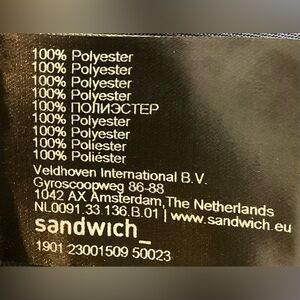 100% Polyester
100% Polyester
100% Polyester
100% Polyester
100% ПОЛИЭСТЕР
100% Polyester
100% Polyester
100% Poliester
100% Poliéster
Veldhoven International B.V.
Gyroscoopweg 86-88
1042 AX Amsterdam, The Netherlands
NL0091.33.136.B.01 | www.sandwich.eu
sandwich_
1901 23001509 50023